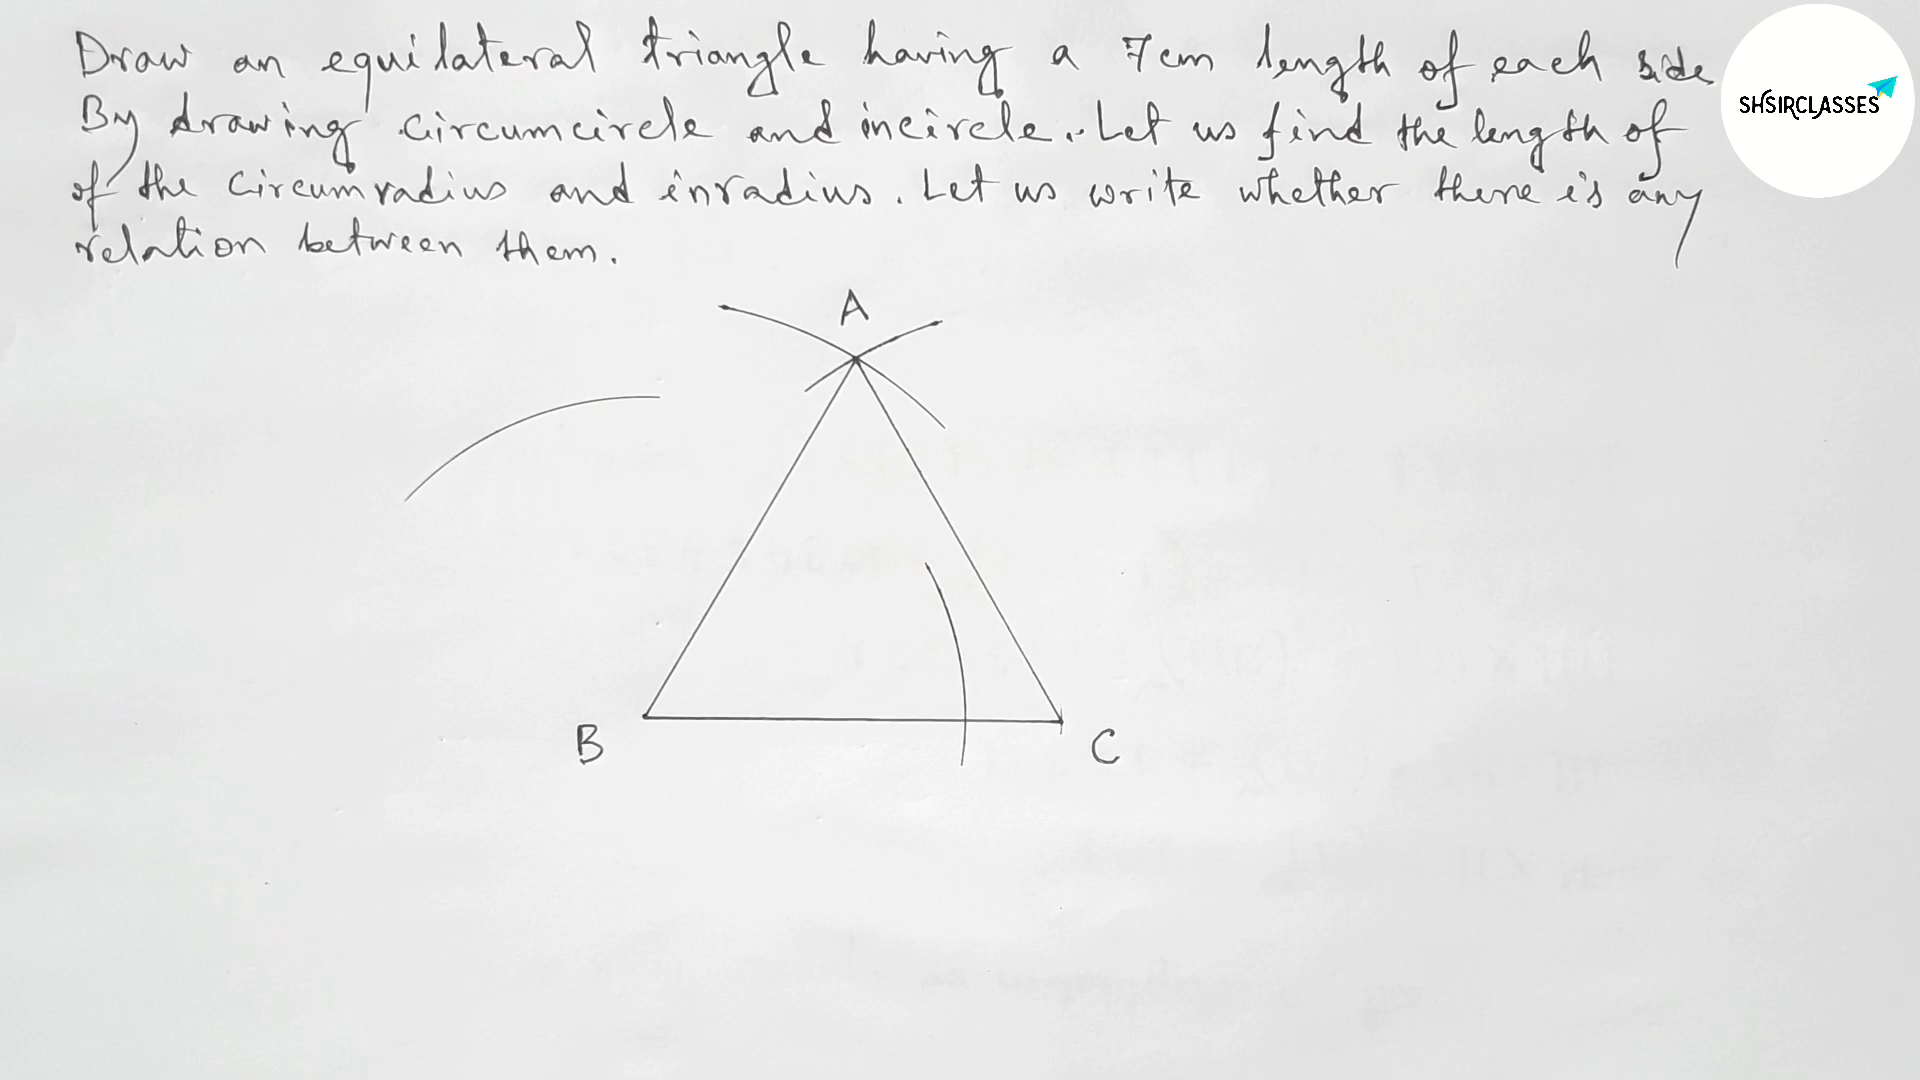 Draw an equilateral triangle having a 7cm length of each side
By drawing circumcircle and incircle. Let us find the length of
of the circumradius and inradius. Let us write whether there is any
relation between them.
SHSIRCLASSES
A
B
C